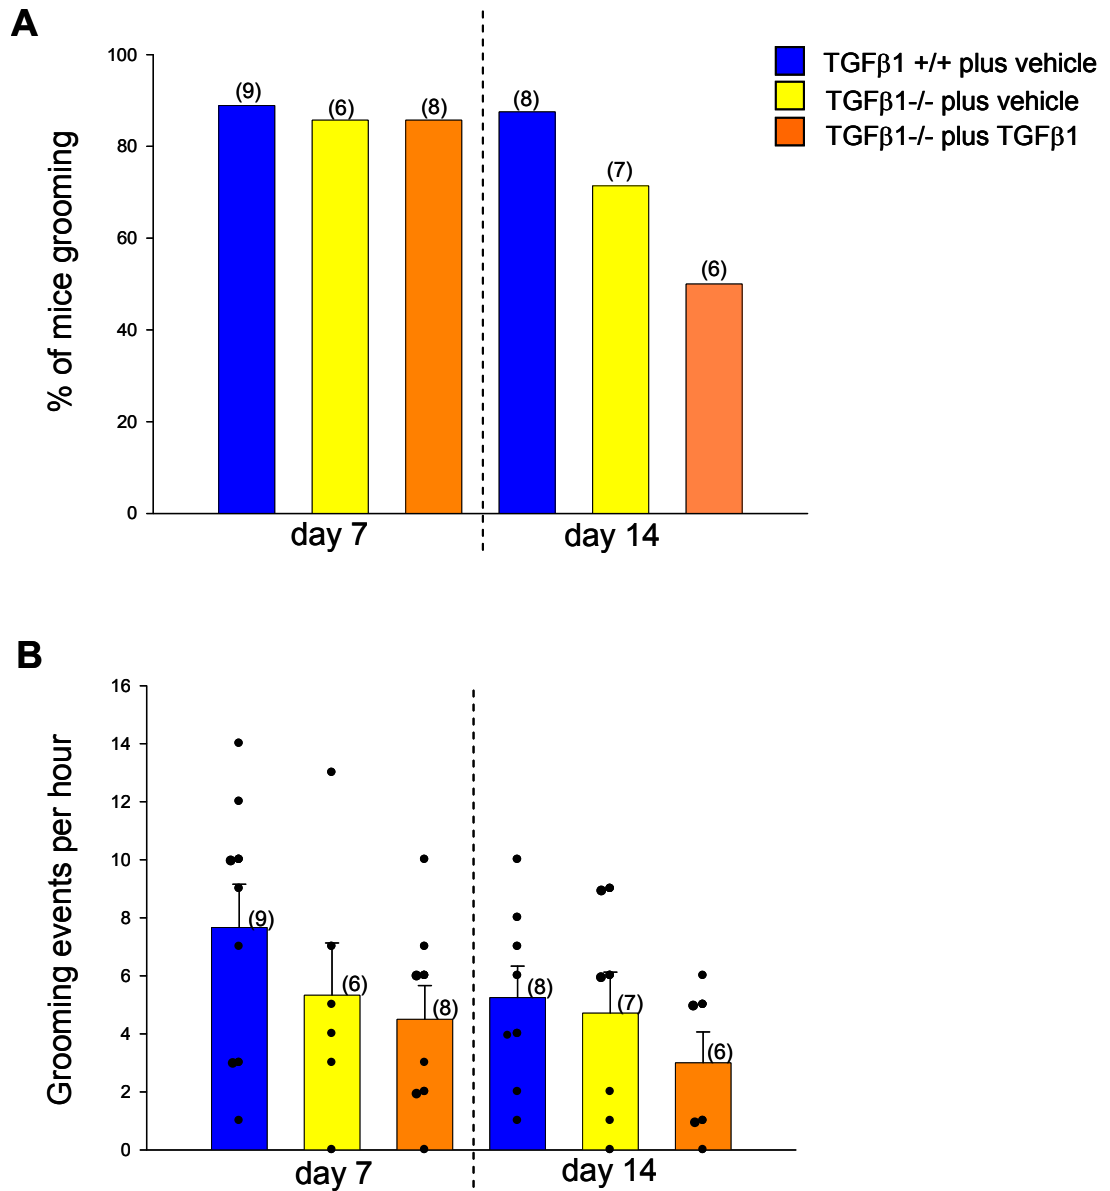 A
100
80
60
40
20
0
% of mice grooming
(9)
(6)
(8)
(8)
(7)
(6)
day 7
day 14
TGFβ1 +/+ plus vehicle
TGFβ1-/- plus vehicle
TGFβ1-/- plus TGFβ1
B
16
14
12
10
8
6
4
2
0
Grooming events per hour
(9)
(6)
(8)
(8)
(7)
(6)
day 7
day 14